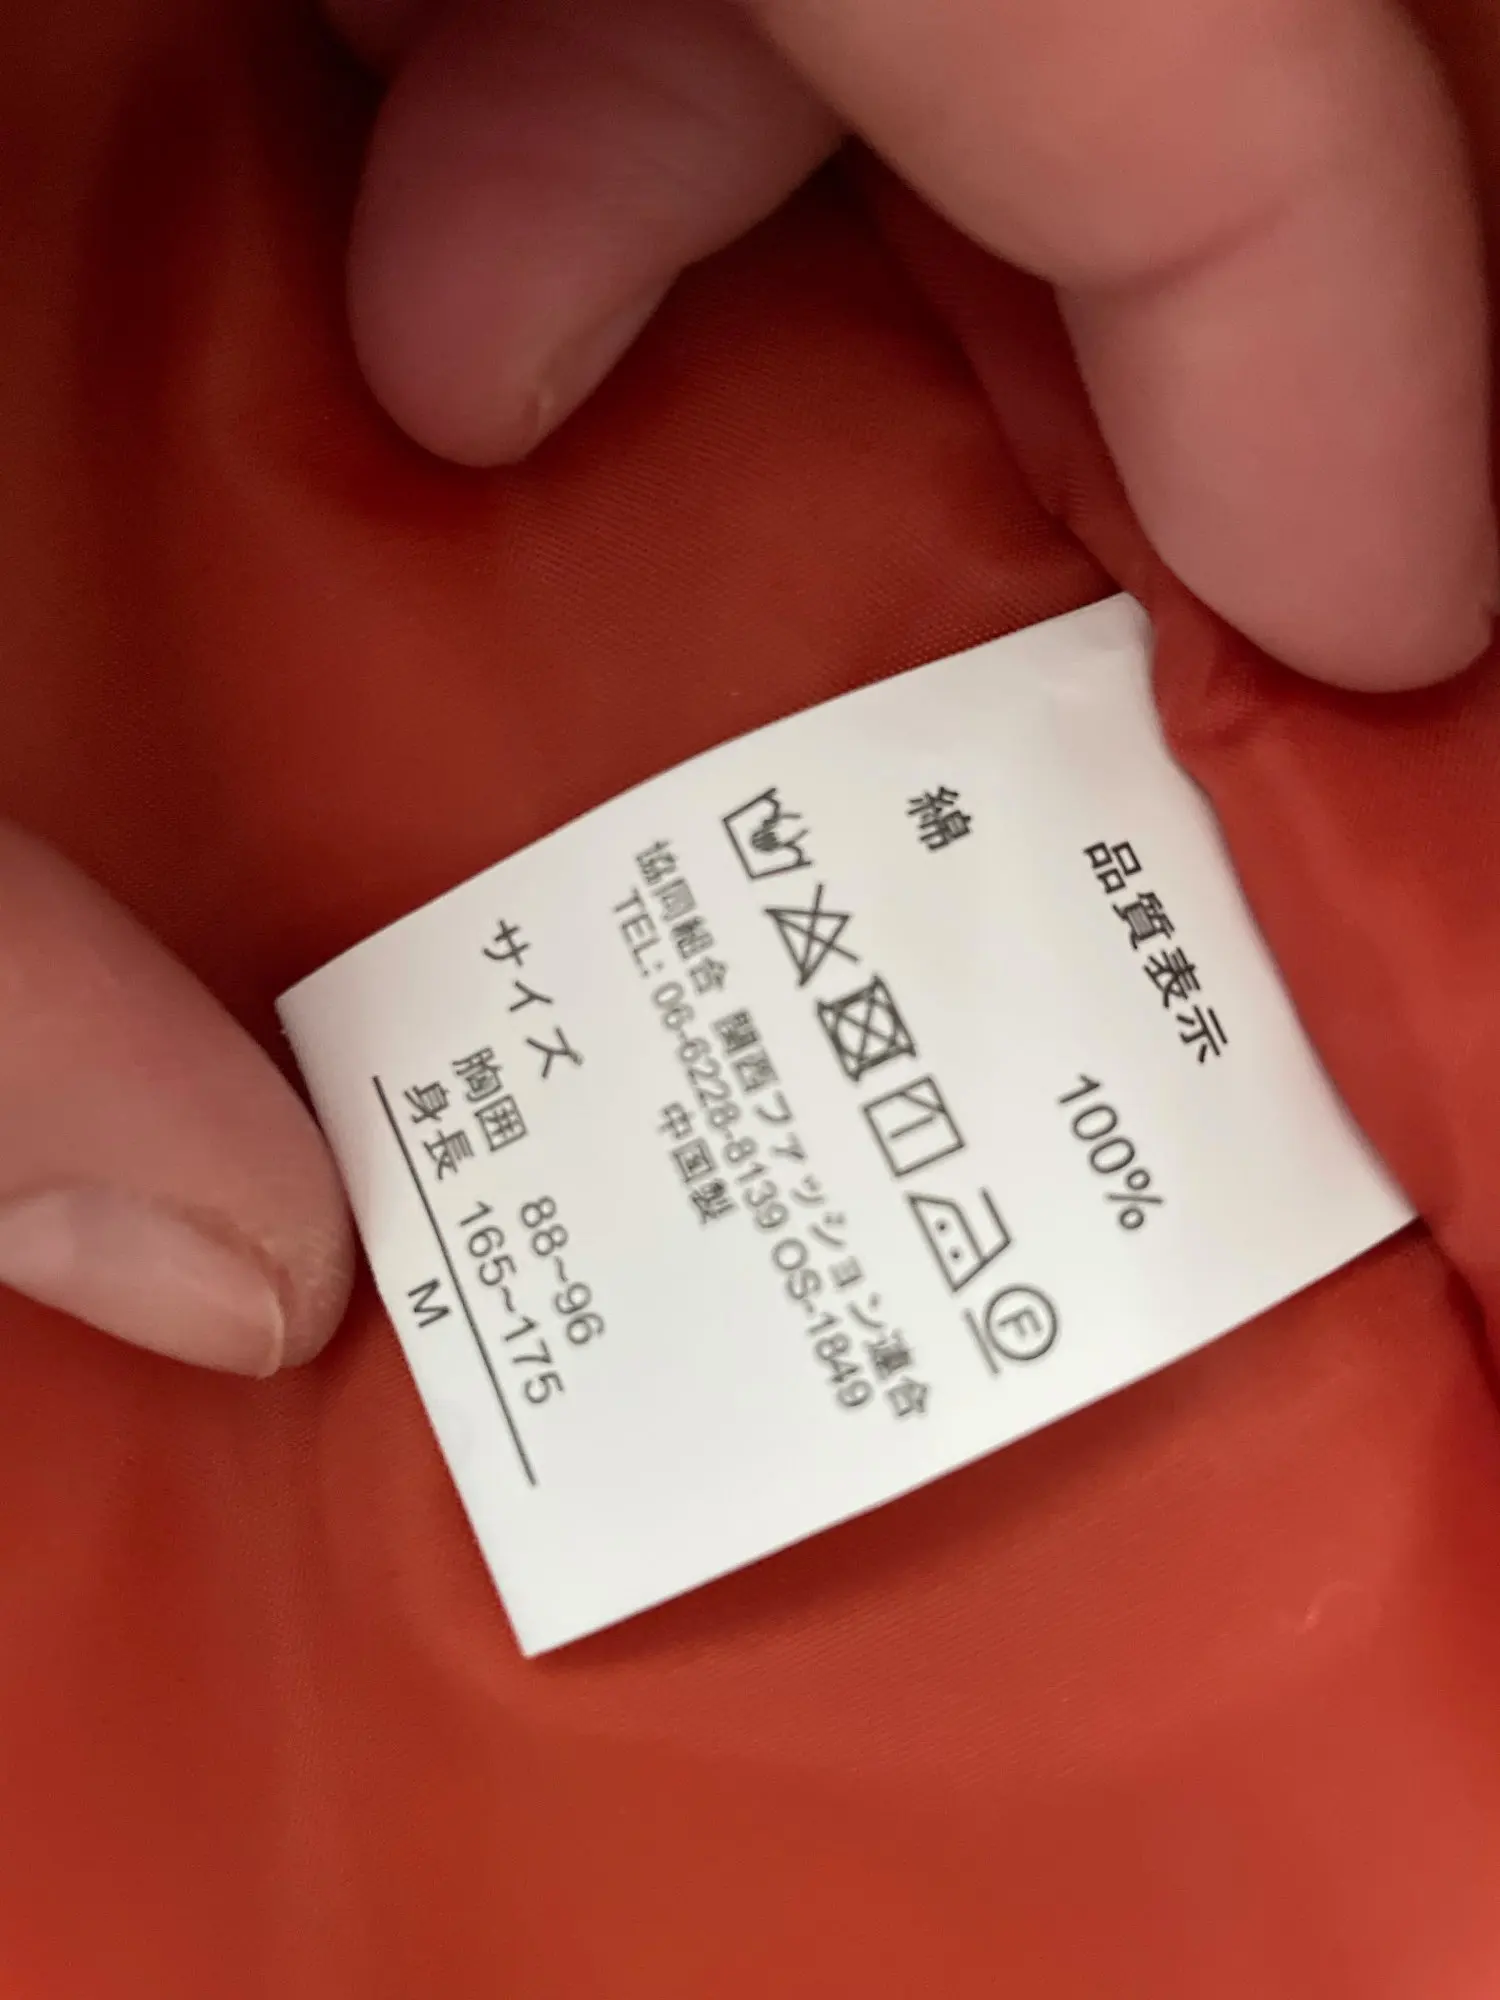 品質表示
綿 100%
F
協同組合 関西ファッション連合
TEL: 06-6228-8139 OS-1849
中国製
サイズ
胸囲 88~96
身長 165~175
M